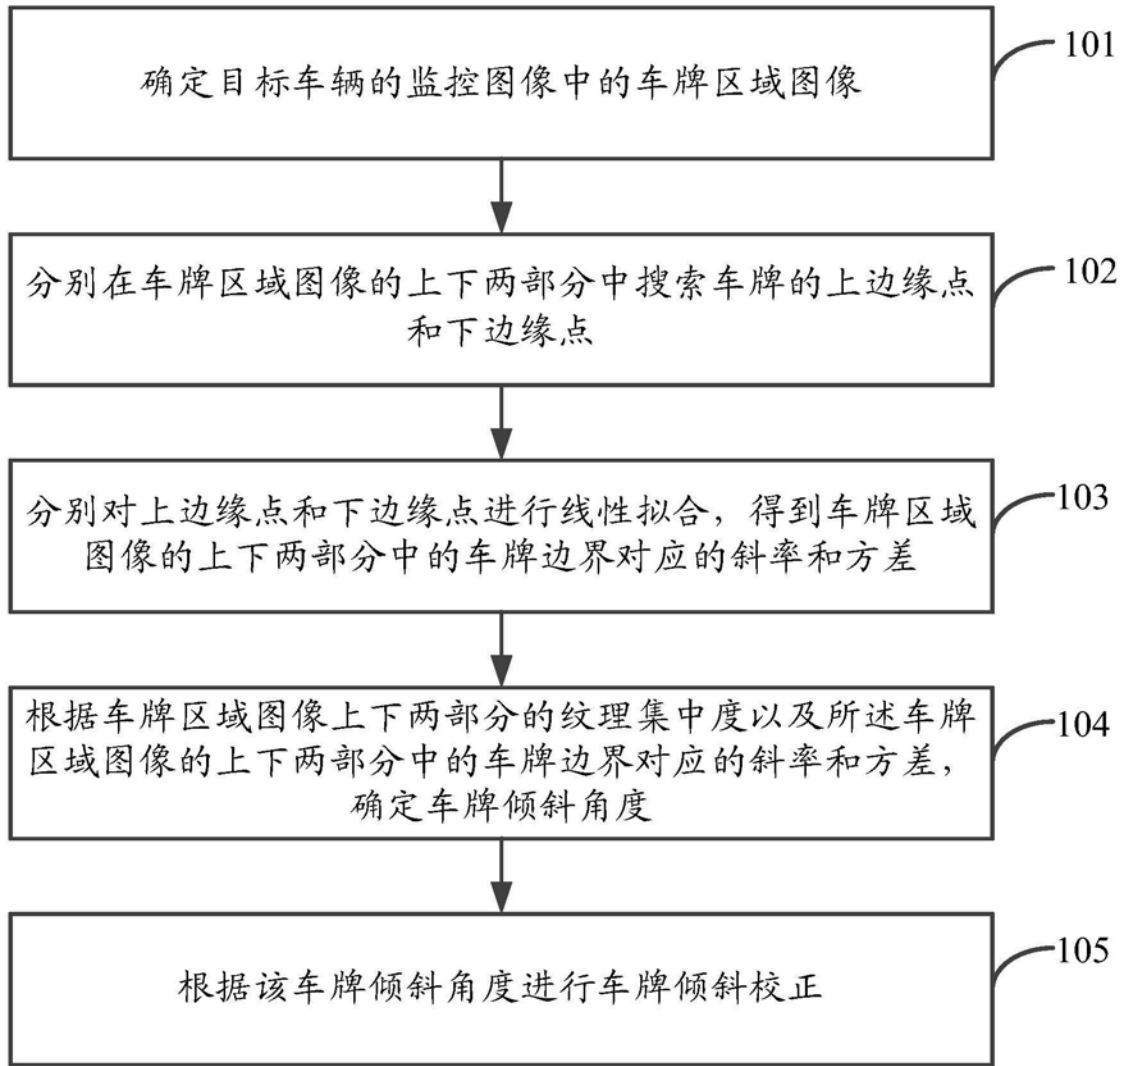 确定目标车辆的监控图像中的车牌区域图像
101
分别在车牌区域图像的上下两部分中搜索车牌的上边缘点
和下边缘点
102
分别对上边缘点和下边缘点进行线性拟合，得到车牌区域
图像的上下两部分中的车牌边界对应的斜率和方差
103
根据车牌区域图像上下两部分的纹理集中度以及所述车牌
区域图像的上下两部分中的车牌边界对应的斜率和方差，
确定车牌倾斜角度
104
根据该车牌倾斜角度进行车牌倾斜校正
105